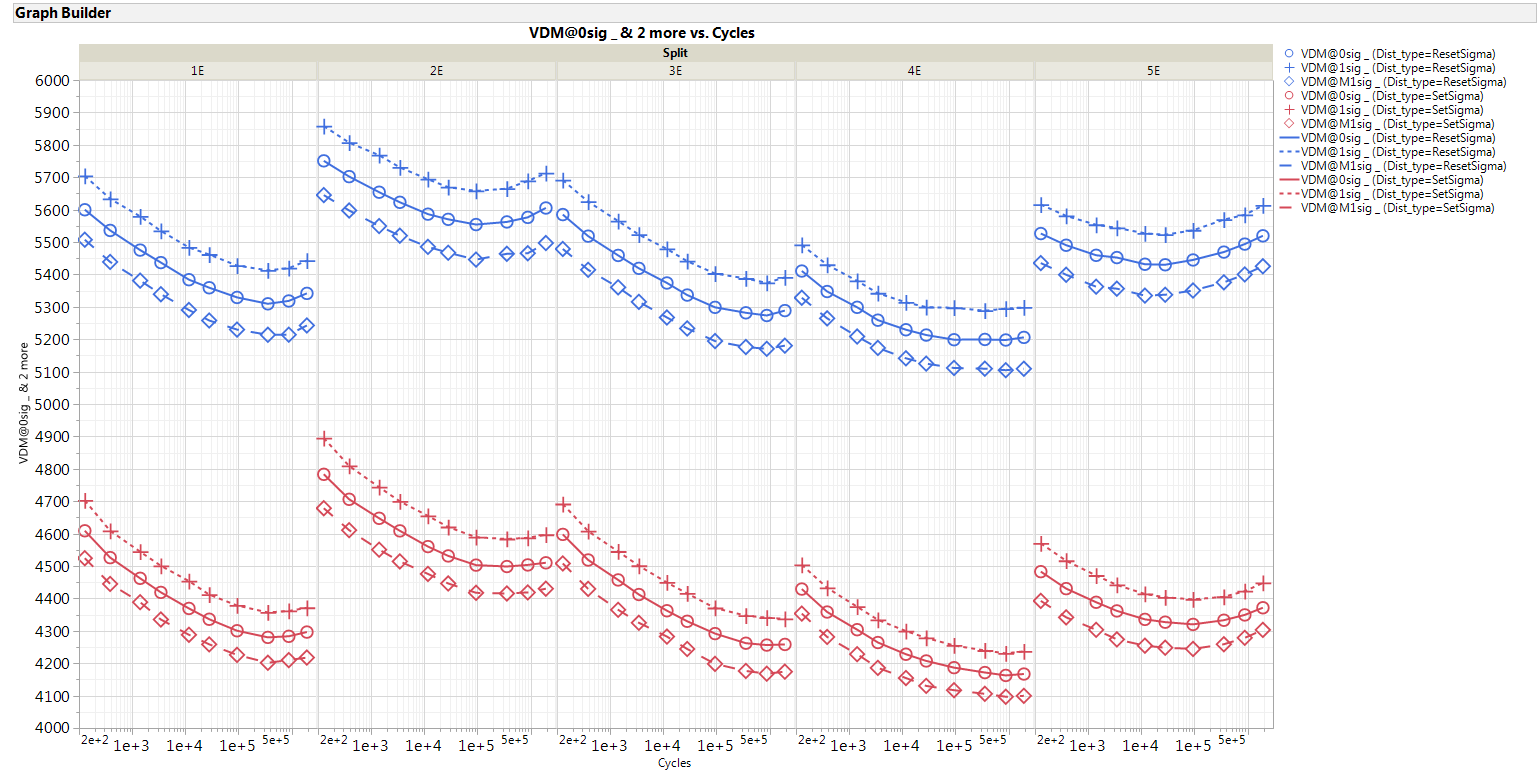 Graph Builder
VDM@0sig _ & 2 more vs. Cycles
Split
1E 2E 3E 4E 5E
6000
5900
5800
5700
5600
5500
5400
5300
5200
5100
5000
4900
4800
4700
4600
4500
4400
4300
4200
4100
4000
VDM@0sig _ & 2 more
2e+2 1e+3 1e+4 1e+5 5e+5 2e+2 1e+3 1e+4 1e+5 5e+5 2e+2 1e+3 1e+4 1e+5 5e+5 2e+2 1e+3 1e+4 1e+5 5e+5 2e+2 1e+3 1e+4 1e+5 5e+5
Cycles
VDM@0sig _ (Dist_type=ResetSigma)
VDM@1sig _ (Dist_type=ResetSigma)
VDM@M1sig _ (Dist_type=ResetSigma)
VDM@0sig _ (Dist_type=SetSigma)
VDM@1sig _ (Dist_type=SetSigma)
VDM@M1sig _ (Dist_type=SetSigma)
VDM@0sig _ (Dist_type=ResetSigma)
VDM@1sig _ (Dist_type=ResetSigma)
VDM@M1sig _ (Dist_type=ResetSigma)
VDM@0sig _ (Dist_type=SetSigma)
VDM@1sig _ (Dist_type=SetSigma)
VDM@M1sig _ (Dist_type=SetSigma)